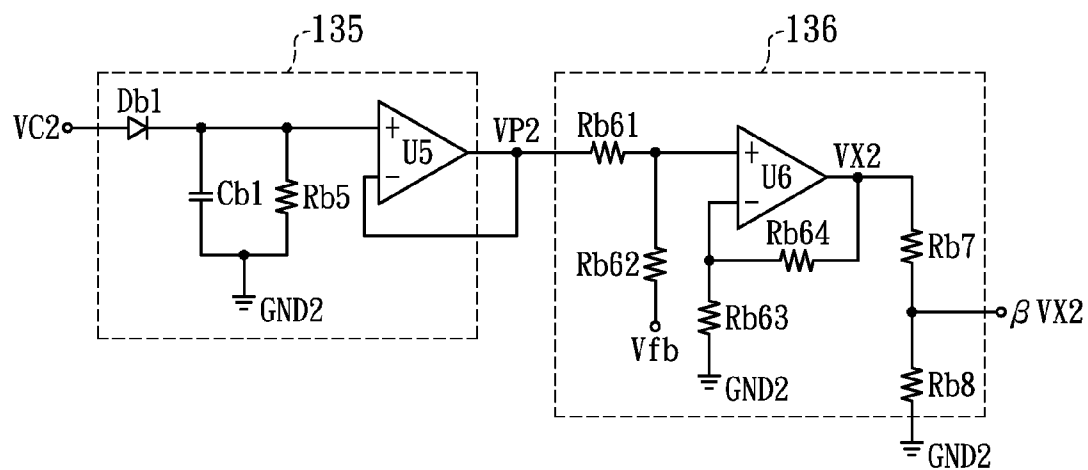 135
136
VC2
Db1
Cb1
Rb5
GND2
U5
VP2
Rb61
Rb62
Vfb
U6
VX2
Rb64
Rb63
GND2
Rb7
βVX2
Rb8
GND2
+
−
+
−